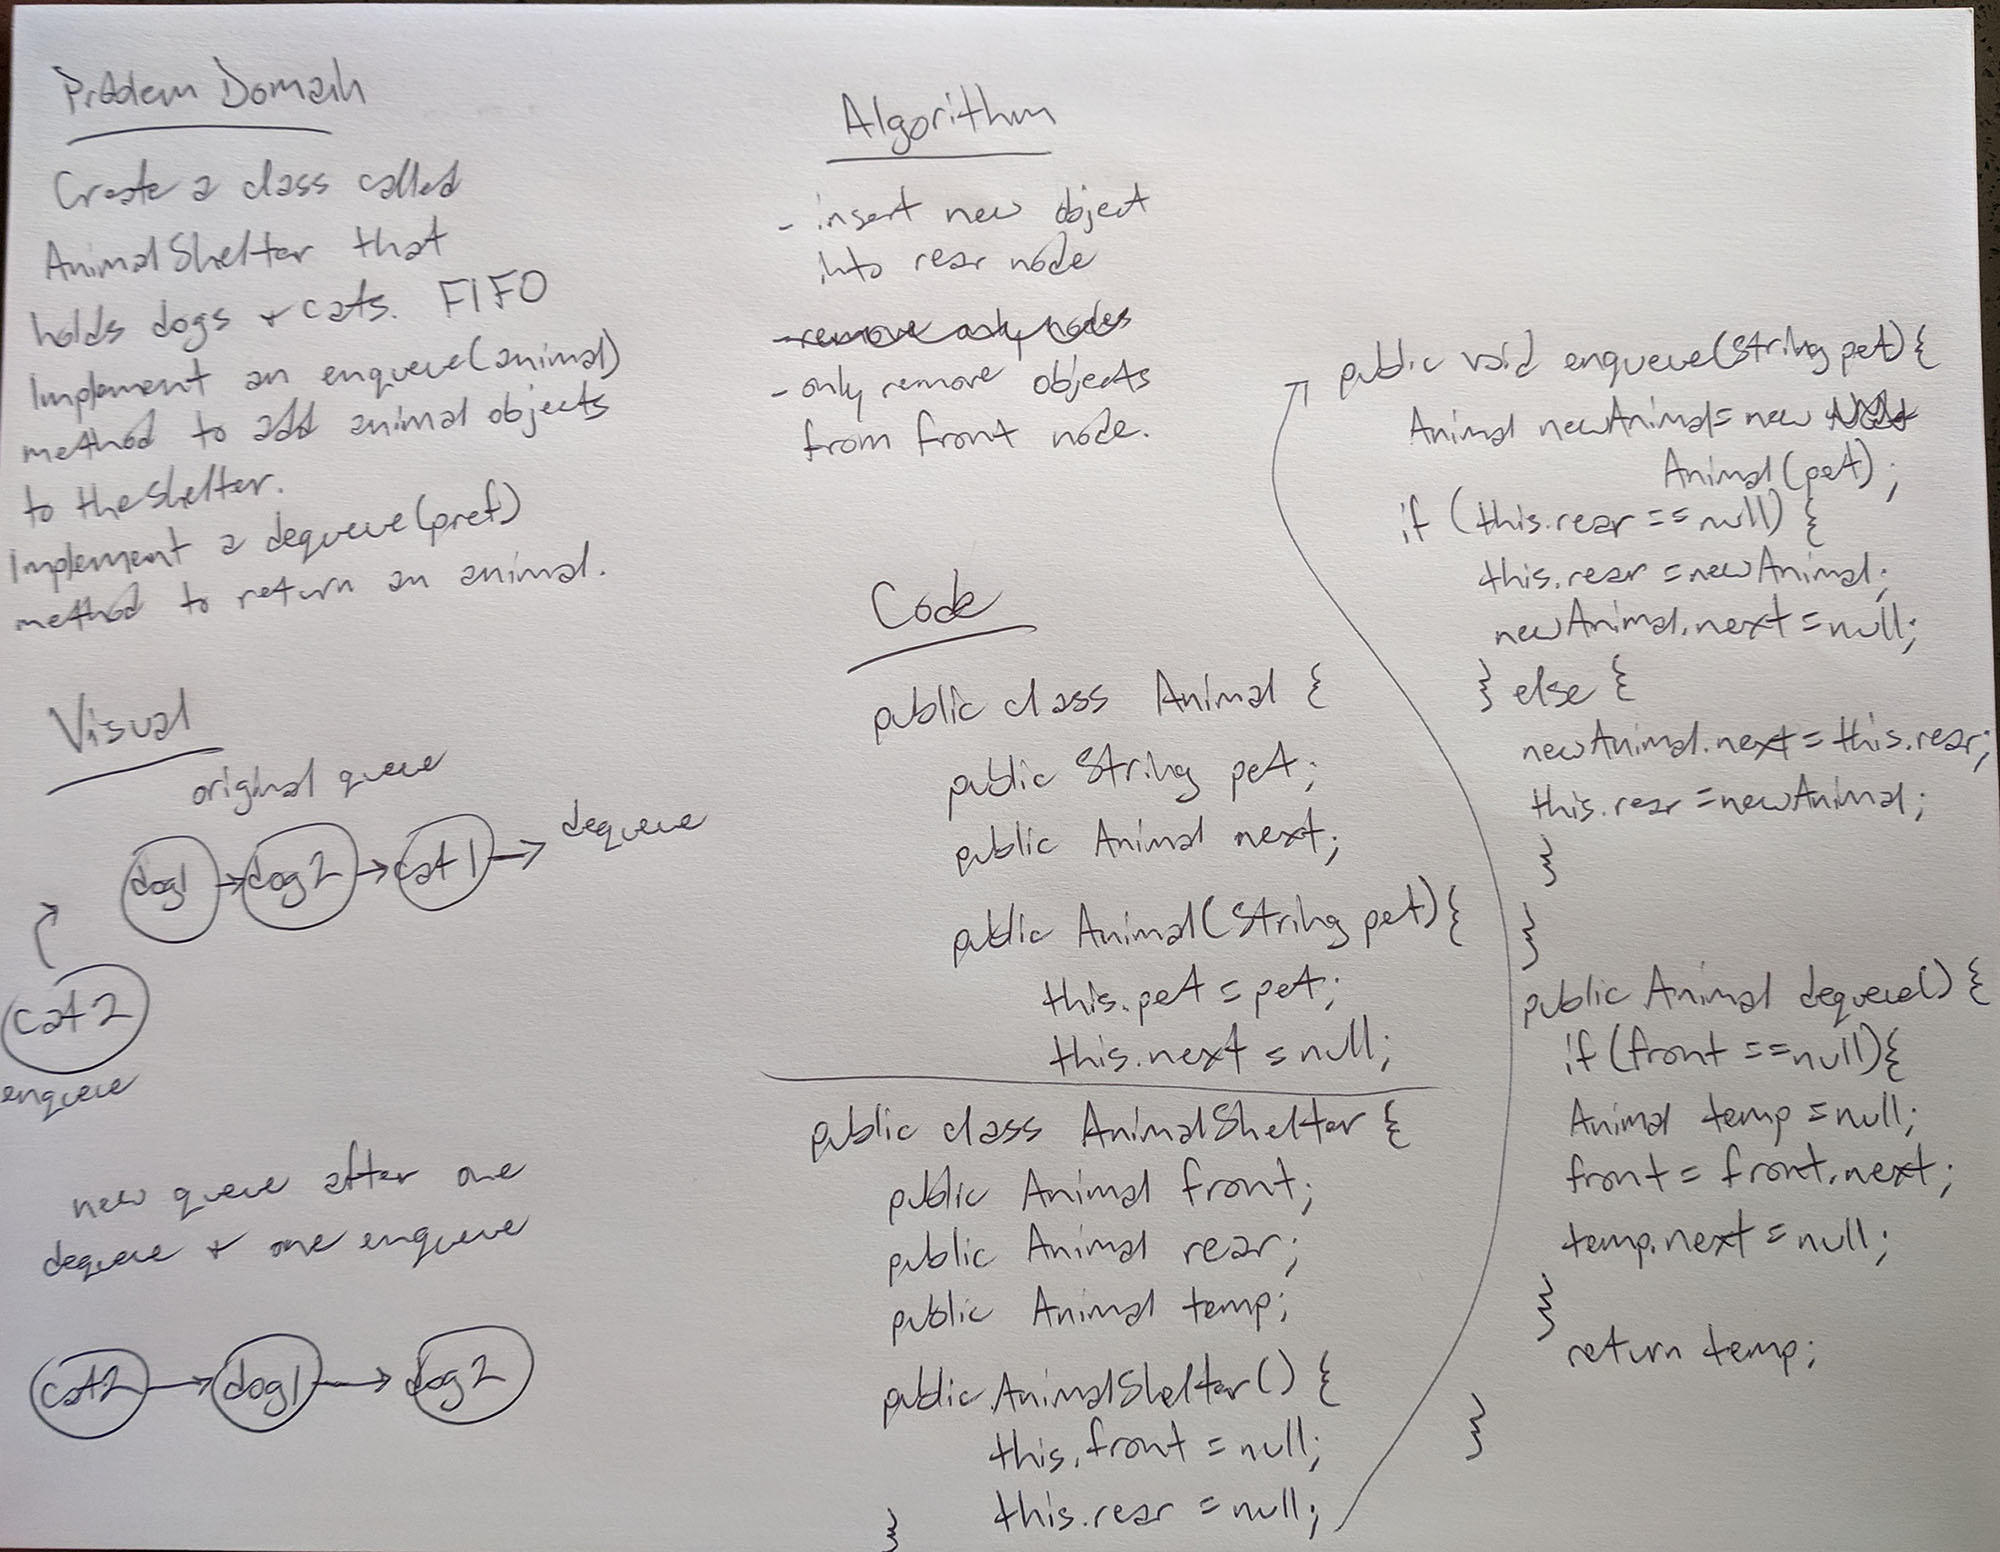 Problem Domain
Create a class called
AnimalShelter that
holds dogs + cats. FIFO
Implement an enqueue(animal)
method to add animal objects
to the shelter.
Implement a dequeue(pref)
method to return an animal.
Visual
original queue
dog1 dog2 cat1 dequeue
cat2
enqueue
new queue after one
dequeue + one enqueue
cat2 dog1 dog2
Algorithm
- insert new object
into rear node
- remove only nodes
- only remove objects
from front node.
Code
public class Animal {
public String pet;
public Animal next;
public Animal(String pet){
this.pet = pet;
this.next = null;
public class AnimalShelter {
public Animal front;
public Animal rear;
public Animal temp;
public AnimalShelter() {
this.front = null;
this.rear = null;
}
public void enqueue(String pet) {
Animal newAnimal = new
Animal(pet);
if (this.rear == null) {
this.rear = newAnimal;
newAnimal.next = null;
} else {
newAnimal.next = this.rear;
this.rear = newAnimal;
}
}
public Animal dequeue() {
if (front == null) {
Animal temp = null;
front = front.next;
temp.next = null;
}
return temp;
}